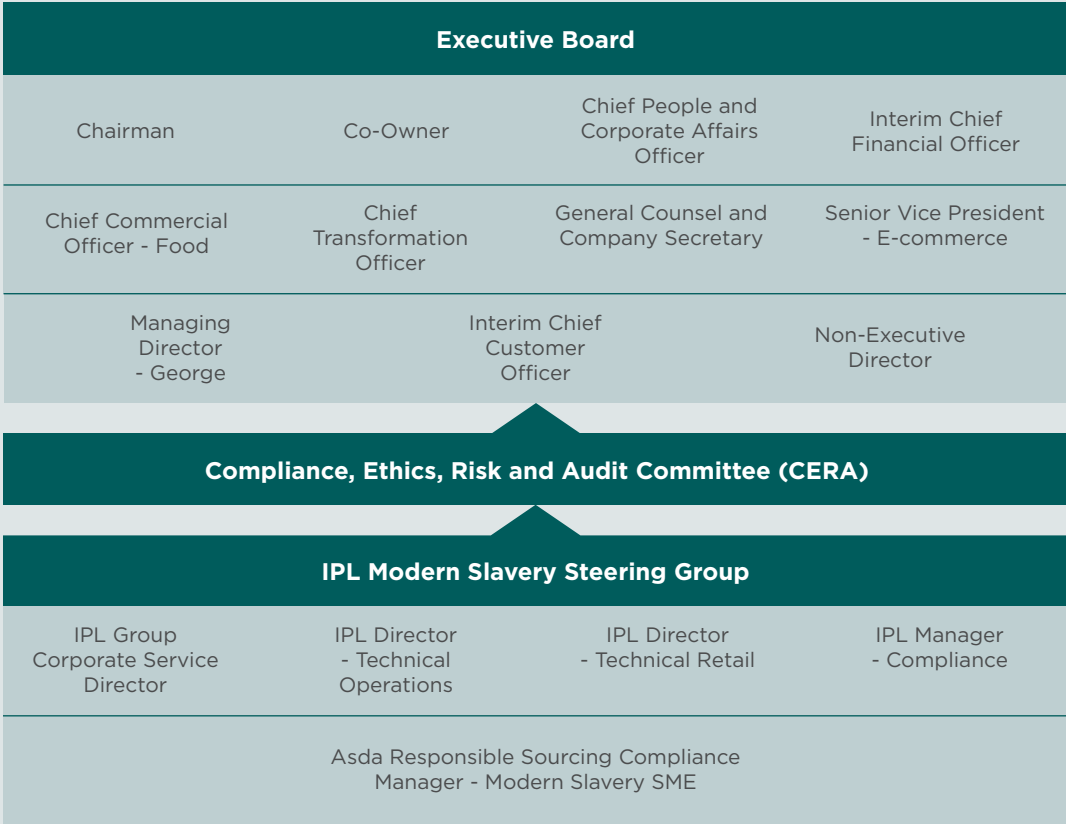 Executive Board
Chairman
Co-Owner
Chief People and
Corporate Affairs
Officer
Interim Chief
Financial Officer
Chief Commercial
Officer - Food
Chief
Transformation
Officer
General Counsel and
Company Secretary
Senior Vice President
- E-commerce
Managing
Director
- George
Interim Chief
Customer
Officer
Non-Executive
Director
Compliance, Ethics, Risk and Audit Committee (CERA)
IPL Modern Slavery Steering Group
IPL Group
Corporate Service
Director
IPL Director
- Technical
Operations
IPL Director
- Technical Retail
IPL Manager
- Compliance
Asda Responsible Sourcing Compliance
Manager - Modern Slavery SME